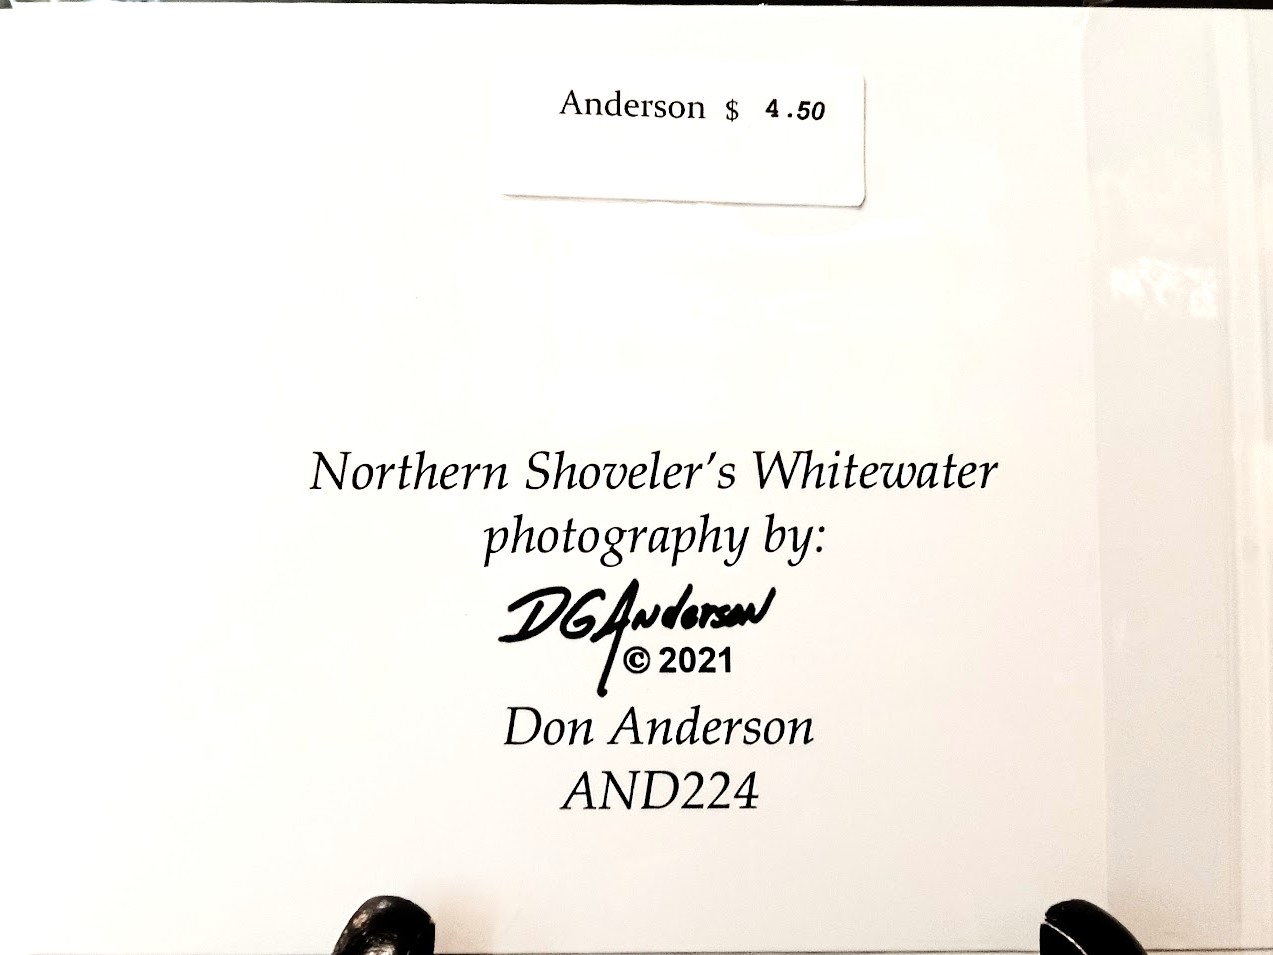 Anderson $ 4.50
Northern Shoveler's Whitewater
photography by:
DGAnderson
© 2021
Don Anderson
AND224